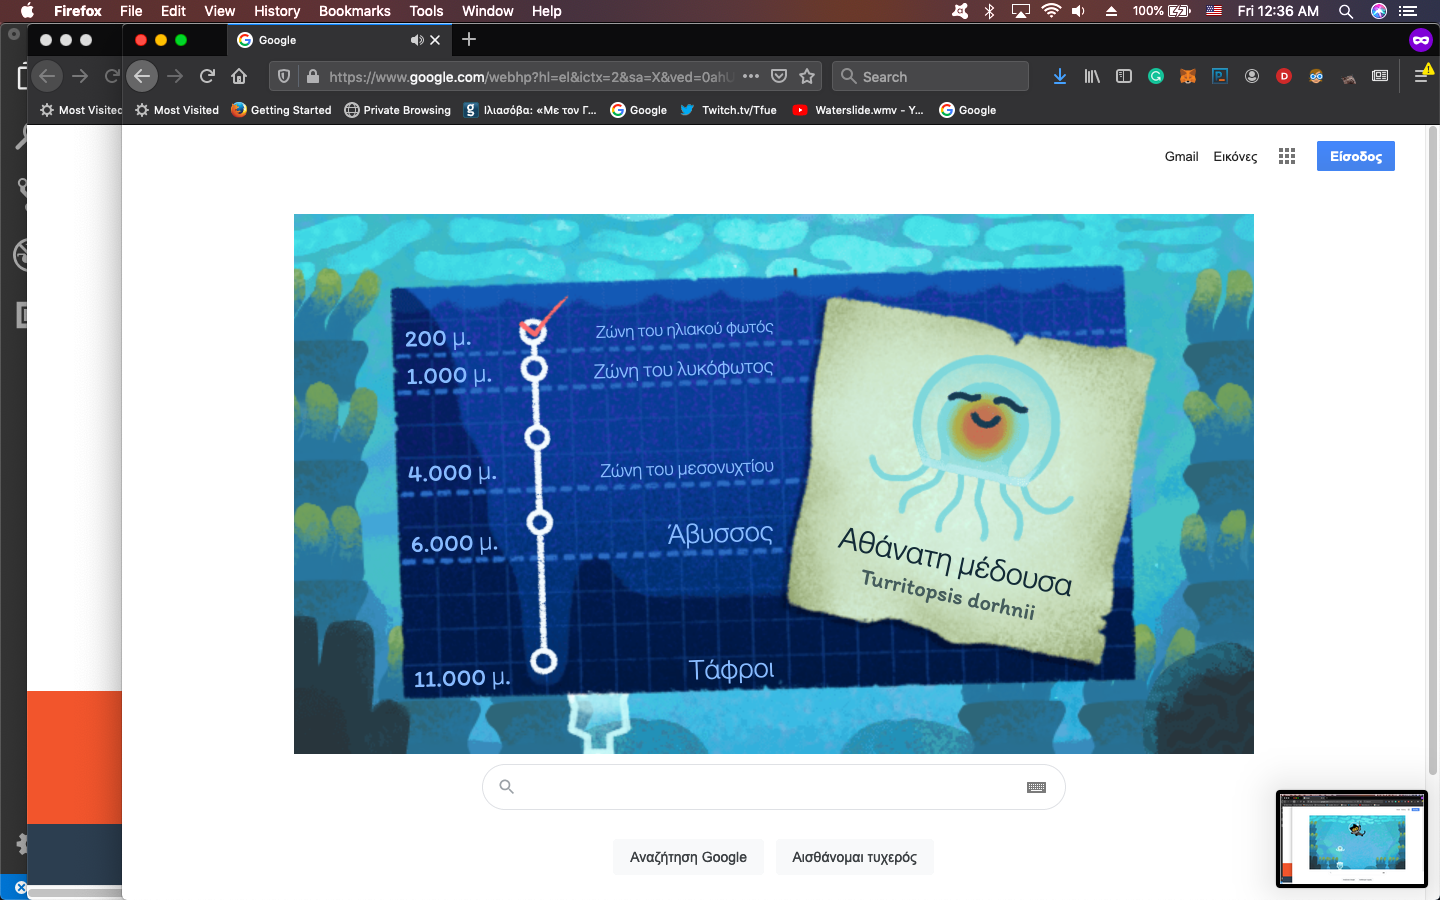 Firefox File Edit View History Bookmarks Tools Window Help 100% Fri 12:36 AM
Google
https://www.google.com/webhp?hl=el&ictx=2&sa=X&ved=0ahU
Search
Most Visited
Most Visited Getting Started Private Browsing Ιλιασόβα: «Με τον Γ... Google Twitch.tv/Tfue Waterslide.wmv - Y... Google
Gmail Εικόνες Είσοδος
200 μ. Ζώνη του ηλιακού φωτός
1.000 μ. Ζώνη του λυκόφωτος
4.000 μ. Ζώνη του μεσονυχτίου
6.000 μ. Άβυσσος
11.000 μ. Τάφροι
Αθάνατη μέδουσα
Turritopsis dorhnii
Αναζήτηση Google Αισθάνομαι τυχερός